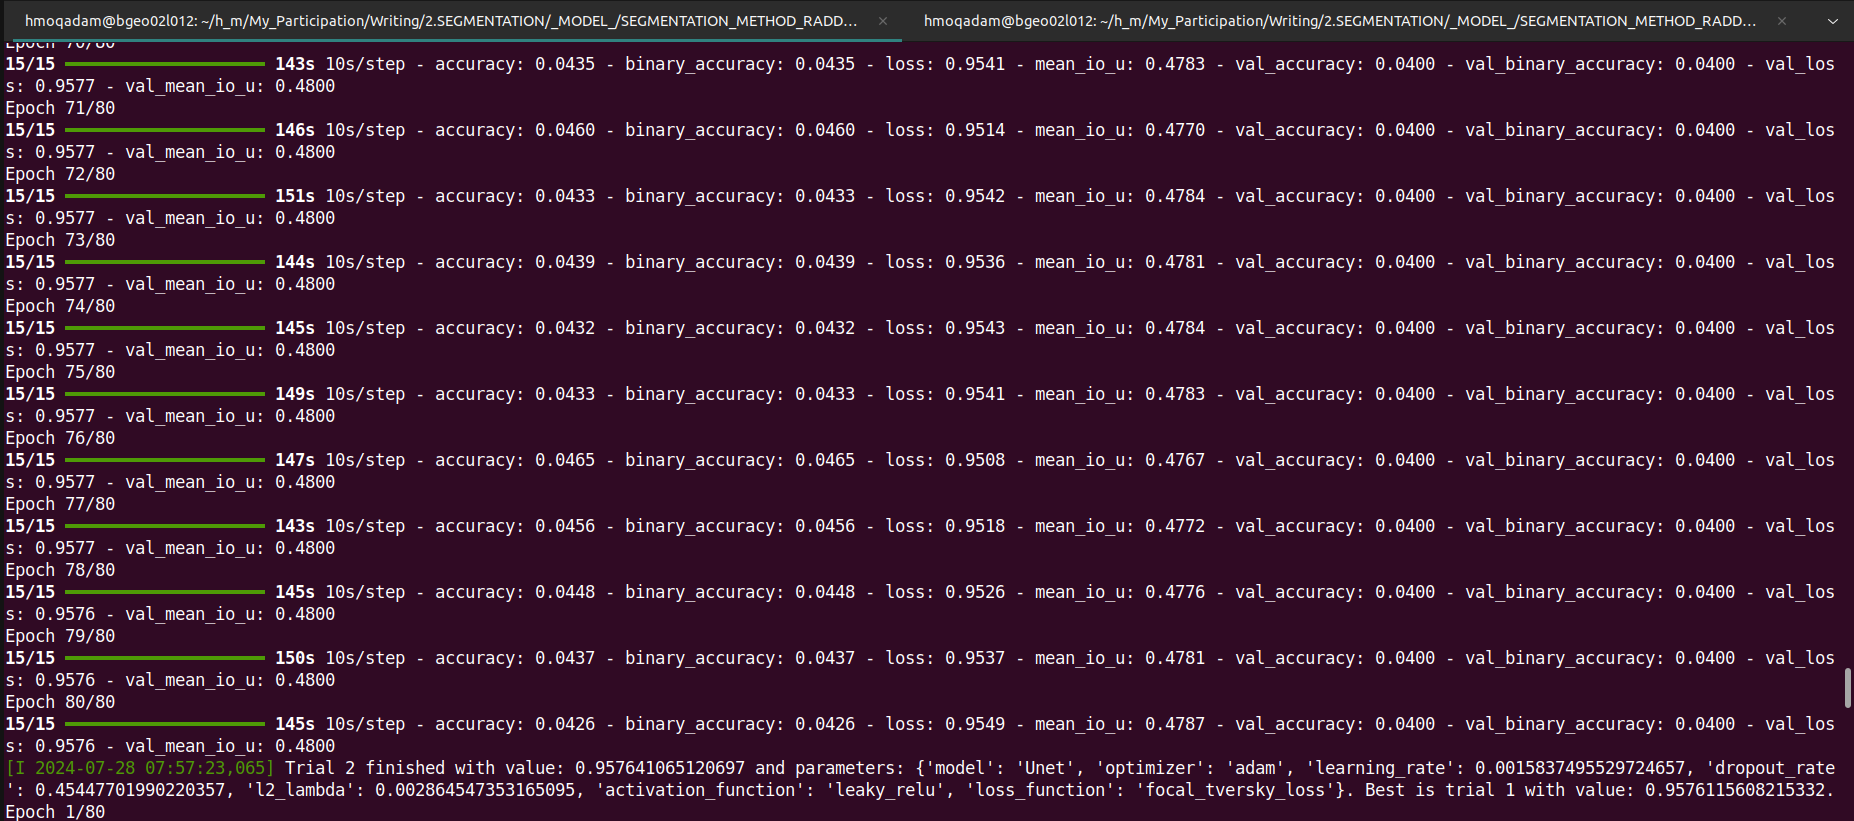 hmoqadam@bgeo02l012: ~/h_m/My_Participation/Writing/2.SEGMENTATION/_MODEL_/SEGMENTATION_METHOD_RADD... × hmoqadam@bgeo02l012: ~/h_m/My_Participation/Writing/2.SEGMENTATION/_MODEL_/SEGMENTATION_METHOD_RADD... ×
Epoch 70/80
15/15 143s 10s/step - accuracy: 0.0435 - binary_accuracy: 0.0435 - loss: 0.9541 - mean_io_u: 0.4783 - val_accuracy: 0.0400 - val_binary_accuracy: 0.0400 - val_los
s: 0.9577 - val_mean_io_u: 0.4800
Epoch 71/80
15/15 146s 10s/step - accuracy: 0.0460 - binary_accuracy: 0.0460 - loss: 0.9514 - mean_io_u: 0.4770 - val_accuracy: 0.0400 - val_binary_accuracy: 0.0400 - val_los
s: 0.9577 - val_mean_io_u: 0.4800
Epoch 72/80
15/15 151s 10s/step - accuracy: 0.0433 - binary_accuracy: 0.0433 - loss: 0.9542 - mean_io_u: 0.4784 - val_accuracy: 0.0400 - val_binary_accuracy: 0.0400 - val_los
s: 0.9577 - val_mean_io_u: 0.4800
Epoch 73/80
15/15 144s 10s/step - accuracy: 0.0439 - binary_accuracy: 0.0439 - loss: 0.9536 - mean_io_u: 0.4781 - val_accuracy: 0.0400 - val_binary_accuracy: 0.0400 - val_los
s: 0.9577 - val_mean_io_u: 0.4800
Epoch 74/80
15/15 145s 10s/step - accuracy: 0.0432 - binary_accuracy: 0.0432 - loss: 0.9543 - mean_io_u: 0.4784 - val_accuracy: 0.0400 - val_binary_accuracy: 0.0400 - val_los
s: 0.9577 - val_mean_io_u: 0.4800
Epoch 75/80
15/15 149s 10s/step - accuracy: 0.0433 - binary_accuracy: 0.0433 - loss: 0.9541 - mean_io_u: 0.4783 - val_accuracy: 0.0400 - val_binary_accuracy: 0.0400 - val_los
s: 0.9577 - val_mean_io_u: 0.4800
Epoch 76/80
15/15 147s 10s/step - accuracy: 0.0465 - binary_accuracy: 0.0465 - loss: 0.9508 - mean_io_u: 0.4767 - val_accuracy: 0.0400 - val_binary_accuracy: 0.0400 - val_los
s: 0.9577 - val_mean_io_u: 0.4800
Epoch 77/80
15/15 143s 10s/step - accuracy: 0.0456 - binary_accuracy: 0.0456 - loss: 0.9518 - mean_io_u: 0.4772 - val_accuracy: 0.0400 - val_binary_accuracy: 0.0400 - val_los
s: 0.9577 - val_mean_io_u: 0.4800
Epoch 78/80
15/15 145s 10s/step - accuracy: 0.0448 - binary_accuracy: 0.0448 - loss: 0.9526 - mean_io_u: 0.4776 - val_accuracy: 0.0400 - val_binary_accuracy: 0.0400 - val_los
s: 0.9576 - val_mean_io_u: 0.4800
Epoch 79/80
15/15 150s 10s/step - accuracy: 0.0437 - binary_accuracy: 0.0437 - loss: 0.9537 - mean_io_u: 0.4781 - val_accuracy: 0.0400 - val_binary_accuracy: 0.0400 - val_los
s: 0.9576 - val_mean_io_u: 0.4800
Epoch 80/80
15/15 145s 10s/step - accuracy: 0.0426 - binary_accuracy: 0.0426 - loss: 0.9549 - mean_io_u: 0.4787 - val_accuracy: 0.0400 - val_binary_accuracy: 0.0400 - val_los
s: 0.9576 - val_mean_io_u: 0.4800
[I 2024-07-28 07:57:23,065] Trial 2 finished with value: 0.957641065120697 and parameters: {'model': 'Unet', 'optimizer': 'adam', 'learning_rate': 0.0015837495529724657, 'dropout_rate
': 0.45447701990220357, 'l2_lambda': 0.002864547353165095, 'activation_function': 'leaky_relu', 'loss_function': 'focal_tversky_loss'}. Best is trial 1 with value: 0.9576115608215332.
Epoch 1/80